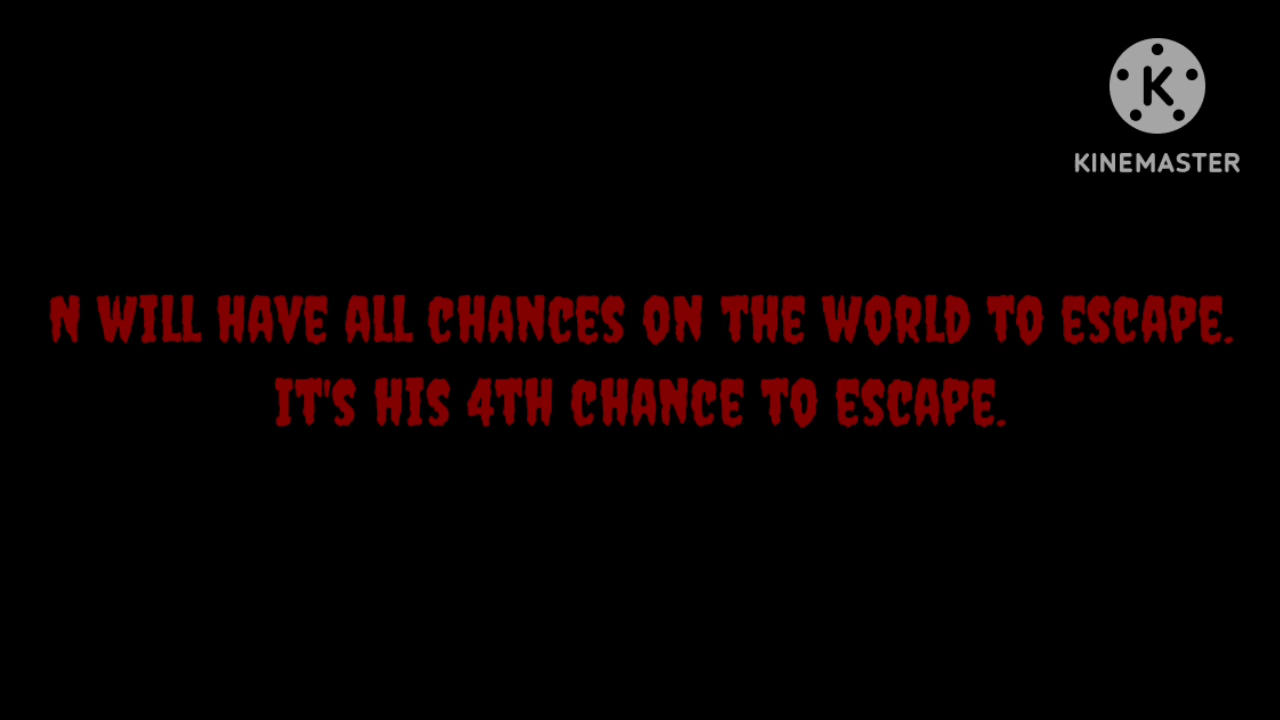 K
KINEMASTER
N WILL HAVE ALL CHANCES ON THE WORLD TO ESCAPE.
IT'S HIS 4TH CHANCE TO ESCAPE.